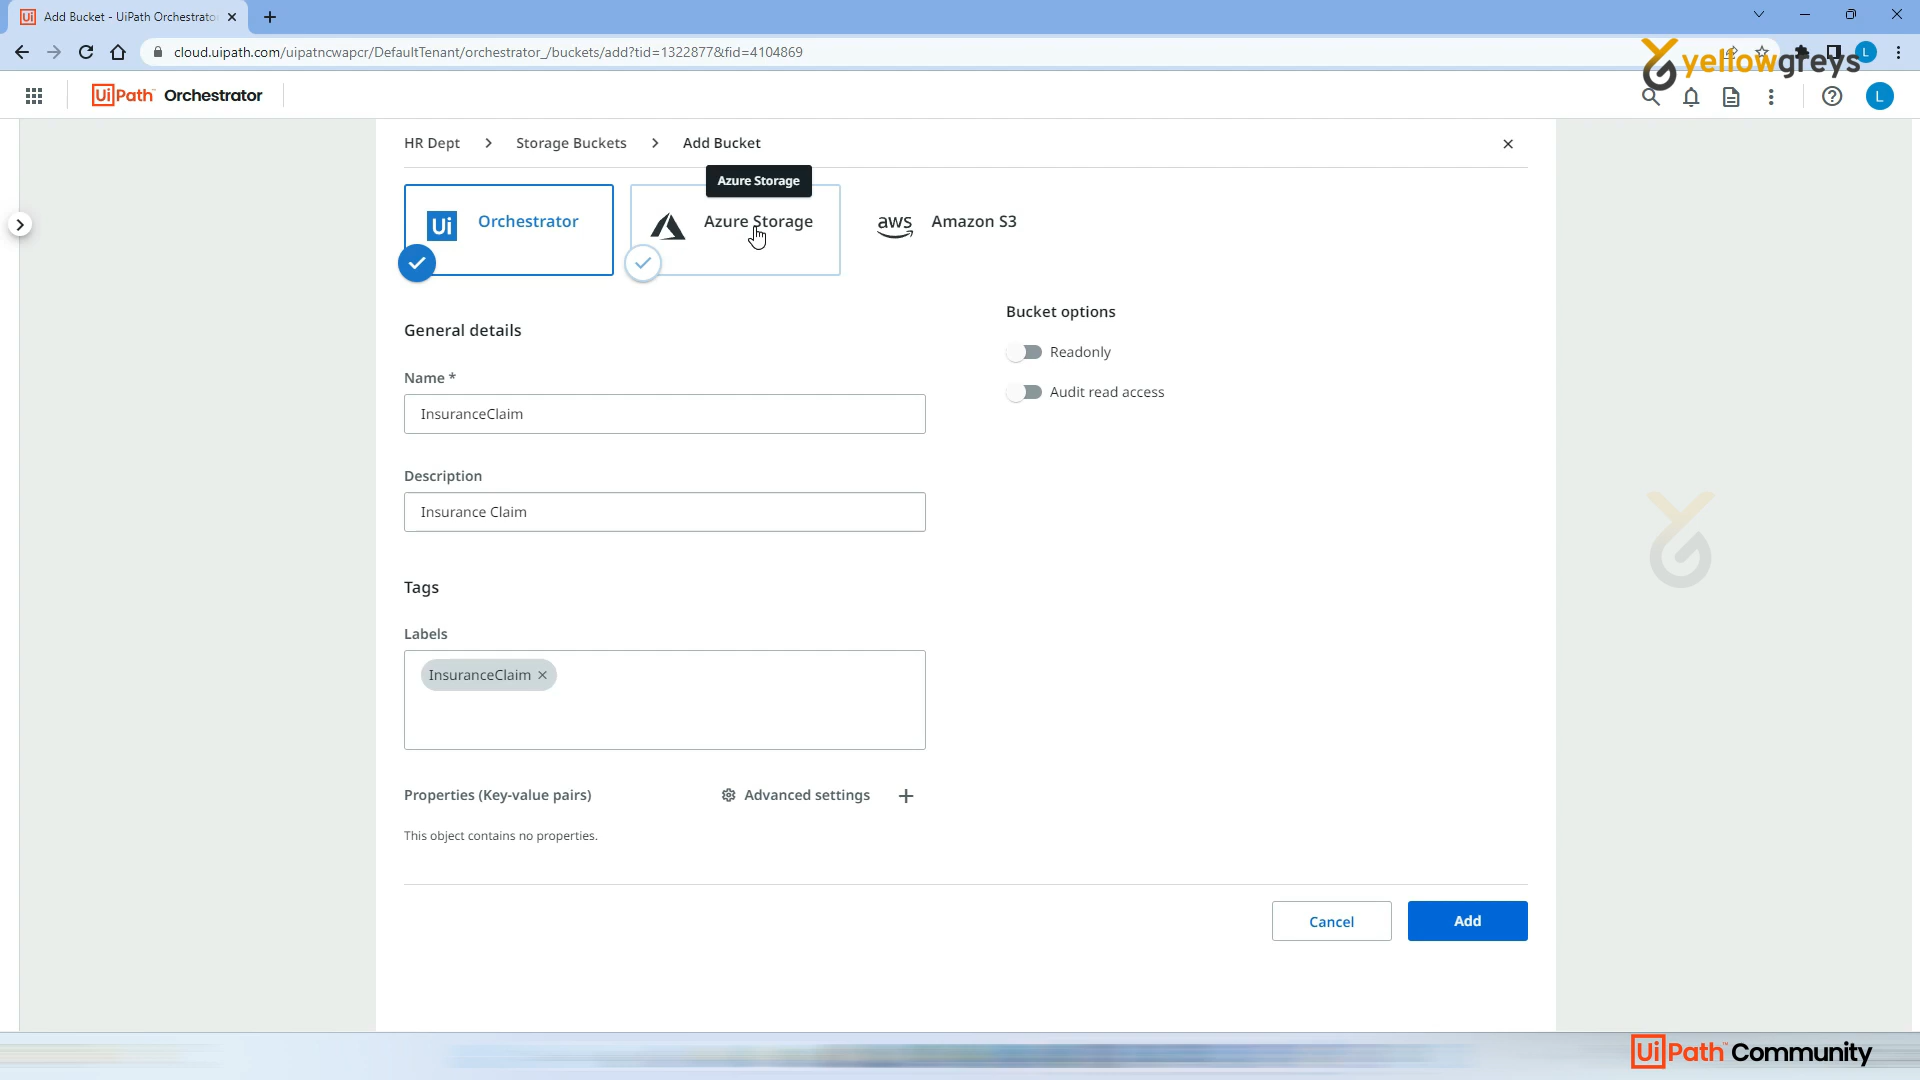 Add Bucket - UiPath Orchestrator
cloud.uipath.com/uipatncwapcr/DefaultTenant/orchestrator_/buckets/add?tid=1322877&fid=4104869
L
yellowgreys
UiPath Orchestrator
L
HR Dept > Storage Buckets > Add Bucket
Azure Storage
Ui Orchestrator
Azure Storage
aws Amazon S3
Bucket options
General details
Readonly
Name *
Audit read access
InsuranceClaim
Description
Insurance Claim
Tags
Labels
InsuranceClaim
Properties (Key-value pairs)
Advanced settings
This object contains no properties.
Cancel
Add
UiPath Community